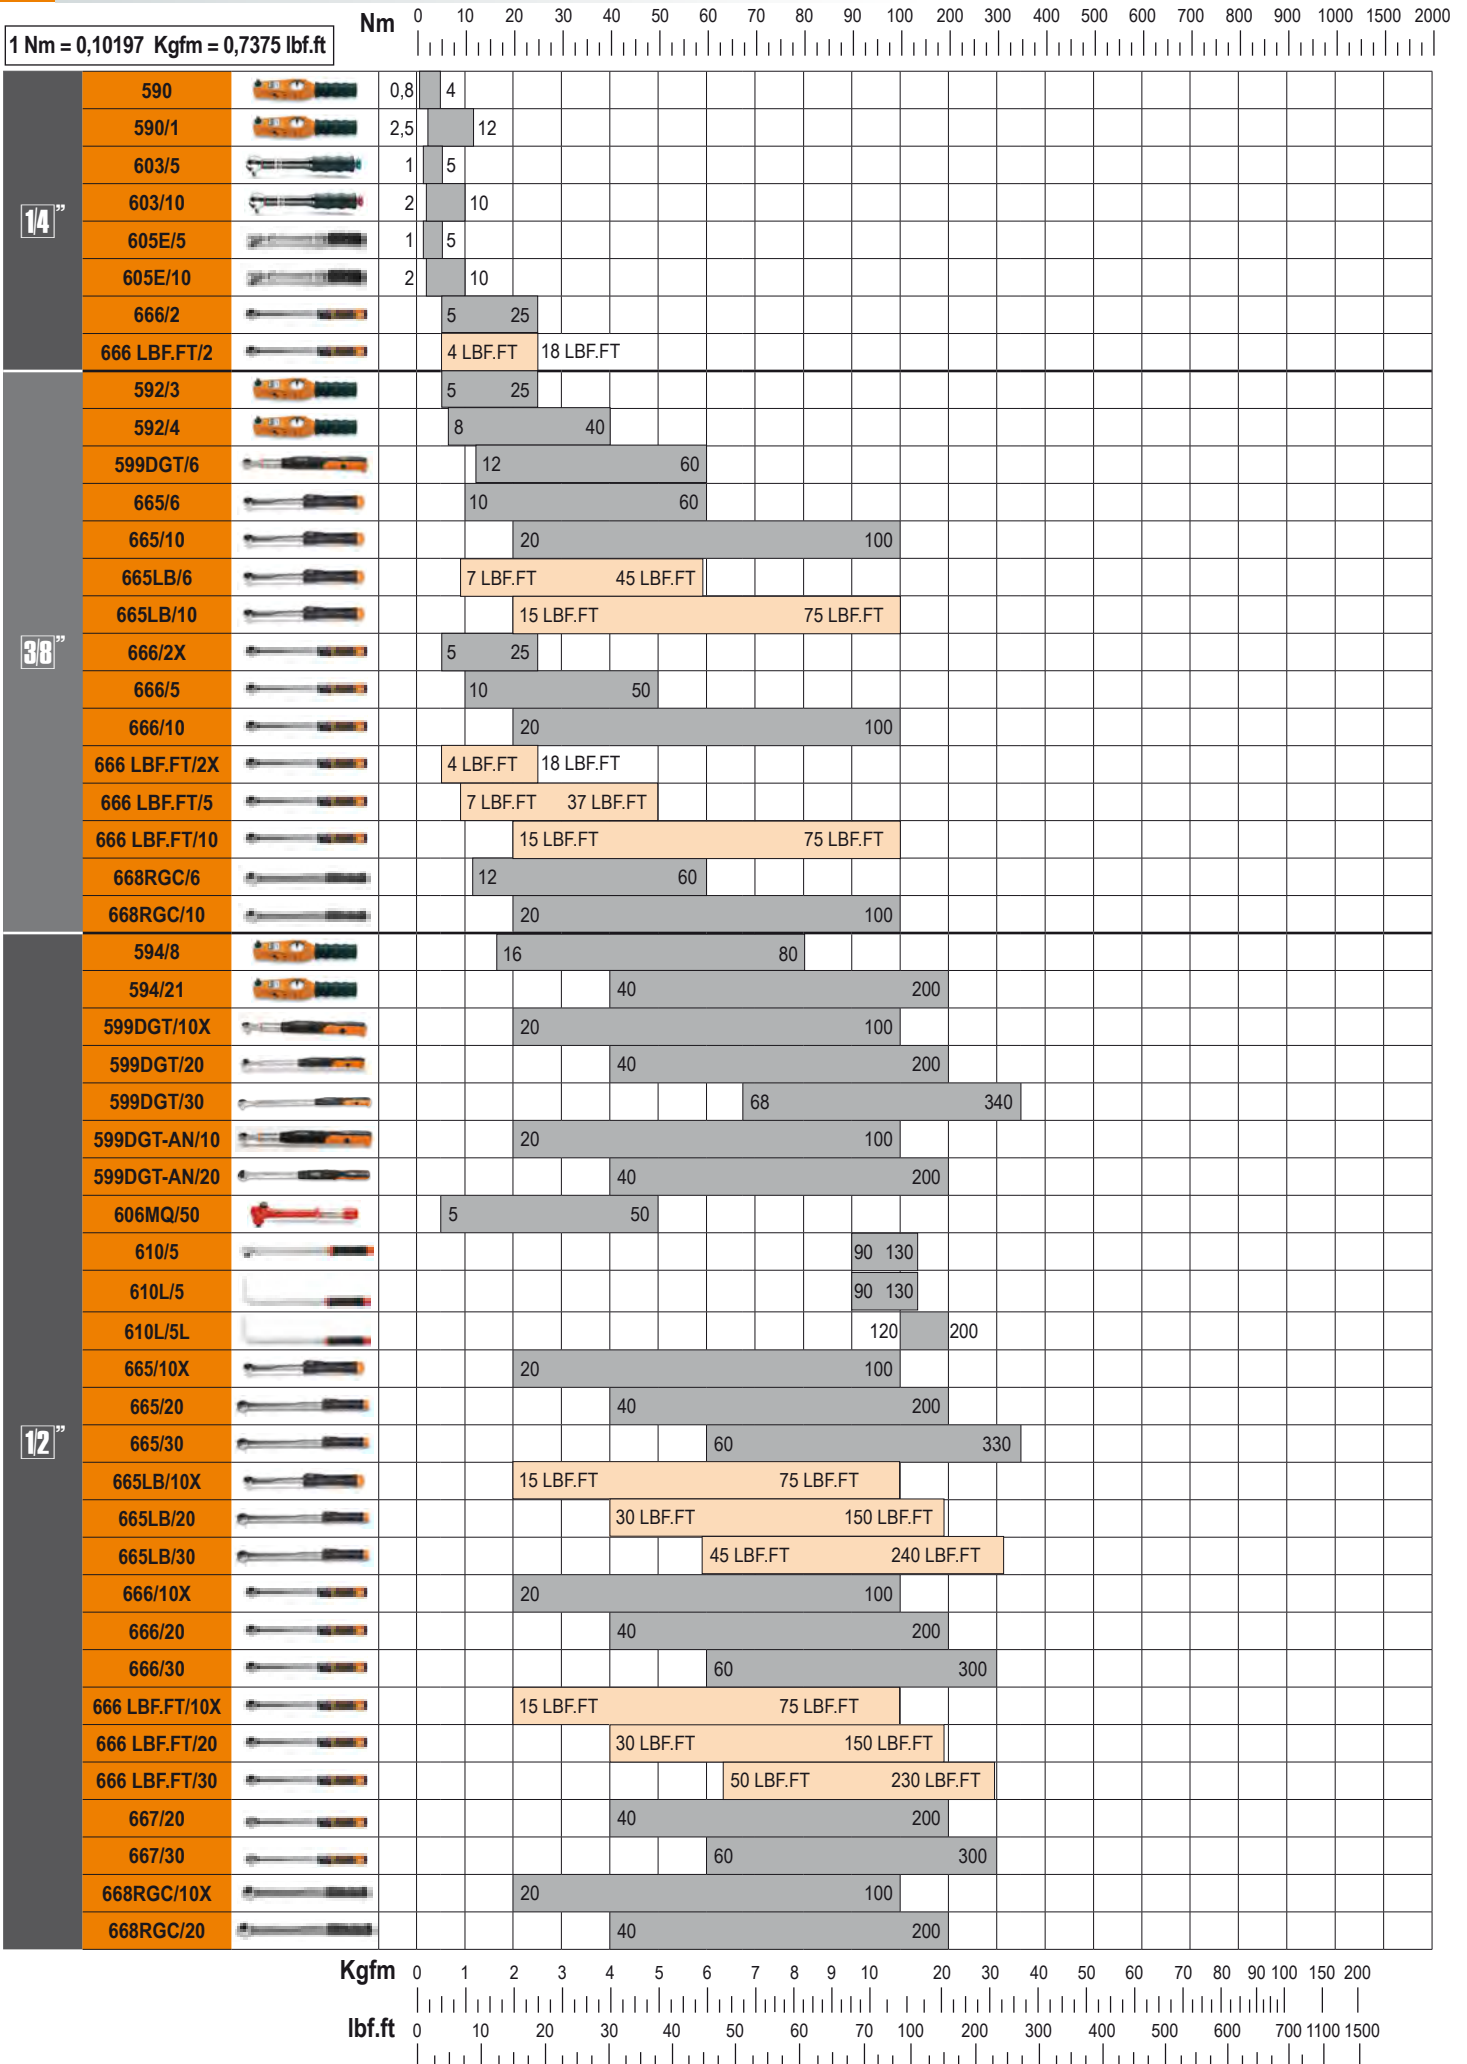 Nm 0 10 20 30 40 50 60 70 80 90 100 200 300 400 500 600 700 800 900 1000 1500 2000
1 Nm = 0,10197 Kgfm = 0,7375 lbf.ft
1/4"
590 0,8 4
590/1 2,5 12
603/5 1 5
603/10 2 10
605E/5 1 5
605E/10 2 10
666/2 5 25
666 LBF.FT/2 4 LBF.FT 18 LBF.FT
3/8"
592/3 5 25
592/4 8 40
599DGT/6 12 60
665/6 10 60
665/10 20 100
665LB/6 7 LBF.FT 45 LBF.FT
665LB/10 15 LBF.FT 75 LBF.FT
666/2X 5 25
666/5 10 50
666/10 20 100
666 LBF.FT/2X 4 LBF.FT 18 LBF.FT
666 LBF.FT/5 7 LBF.FT 37 LBF.FT
666 LBF.FT/10 15 LBF.FT 75 LBF.FT
668RGC/6 12 60
668RGC/10 20 100
1/2"
594/8 16 80
594/21 40 200
599DGT/10X 20 100
599DGT/20 40 200
599DGT/30 68 340
599DGT-AN/10 20 100
599DGT-AN/20 40 200
606MQ/50 5 50
610/5 90 130
610L/5 90 130
610L/5L 120 200
665/10X 20 100
665/20 40 200
665/30 60 330
665LB/10X 15 LBF.FT 75 LBF.FT
665LB/20 30 LBF.FT 150 LBF.FT
665LB/30 45 LBF.FT 240 LBF.FT
666/10X 20 100
666/20 40 200
666/30 60 300
666 LBF.FT/10X 15 LBF.FT 75 LBF.FT
666 LBF.FT/20 30 LBF.FT 150 LBF.FT
666 LBF.FT/30 50 LBF.FT 230 LBF.FT
667/20 40 200
667/30 60 300
668RGC/10X 20 100
668RGC/20 40 200
Kgfm 0 1 2 3 4 5 6 7 8 9 10 20 30 40 50 60 70 80 90 100 150 200
lbf.ft 0 10 20 30 40 50 60 70 100 200 300 400 500 600 700 1100 1500